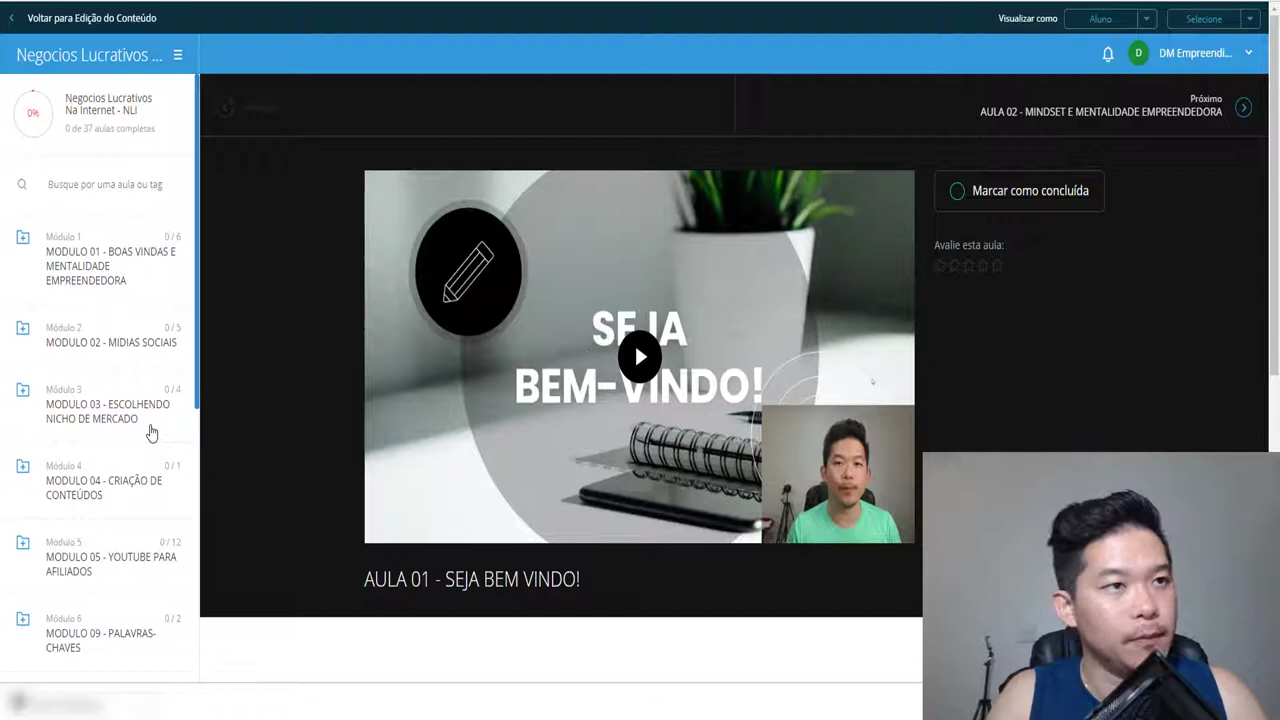 Voltar para Edição do Conteúdo
Visualizar como
Aluno
Selecione
Negocios Lucrativos ...
D
DM Empreendi...
0%
Negocios Lucrativos
Na Internet - NLI
0 de 37 aulas completas
Próximo
AULA 02 - MINDSET E MENTALIDADE EMPREENDEDORA
Busque por uma aula ou tag
Marcar como concluída
Avalie esta aula:
Módulo 1
0 / 6
MODULO 01 - BOAS VINDAS E
MENTALIDADE
EMPREENDEDORA
Módulo 2
0 / 5
MODULO 02 - MIDIAS SOCIAIS
Módulo 3
0 / 4
MODULO 03 - ESCOLHENDO
NICHO DE MERCADO
Módulo 4
0 / 1
MODULO 04 - CRIAÇÃO DE
CONTEÚDOS
Módulo 5
0 / 12
MODULO 05 - YOUTUBE PARA
AFILIADOS
Módulo 6
0 / 2
MODULO 09 - PALAVRAS-
CHAVES
SEJA
BEM-VINDO!
AULA 01 - SEJA BEM VINDO!